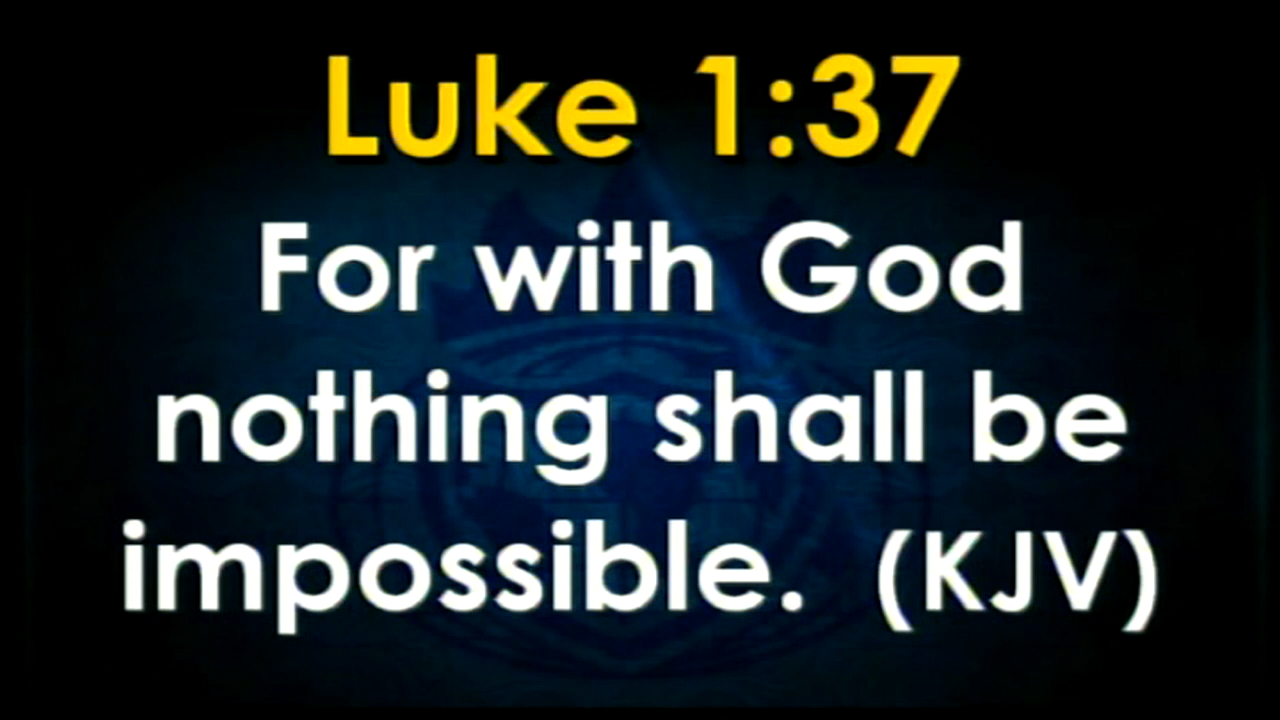 Luke 1:37
For with God
nothing shall be
impossible. (KJV)